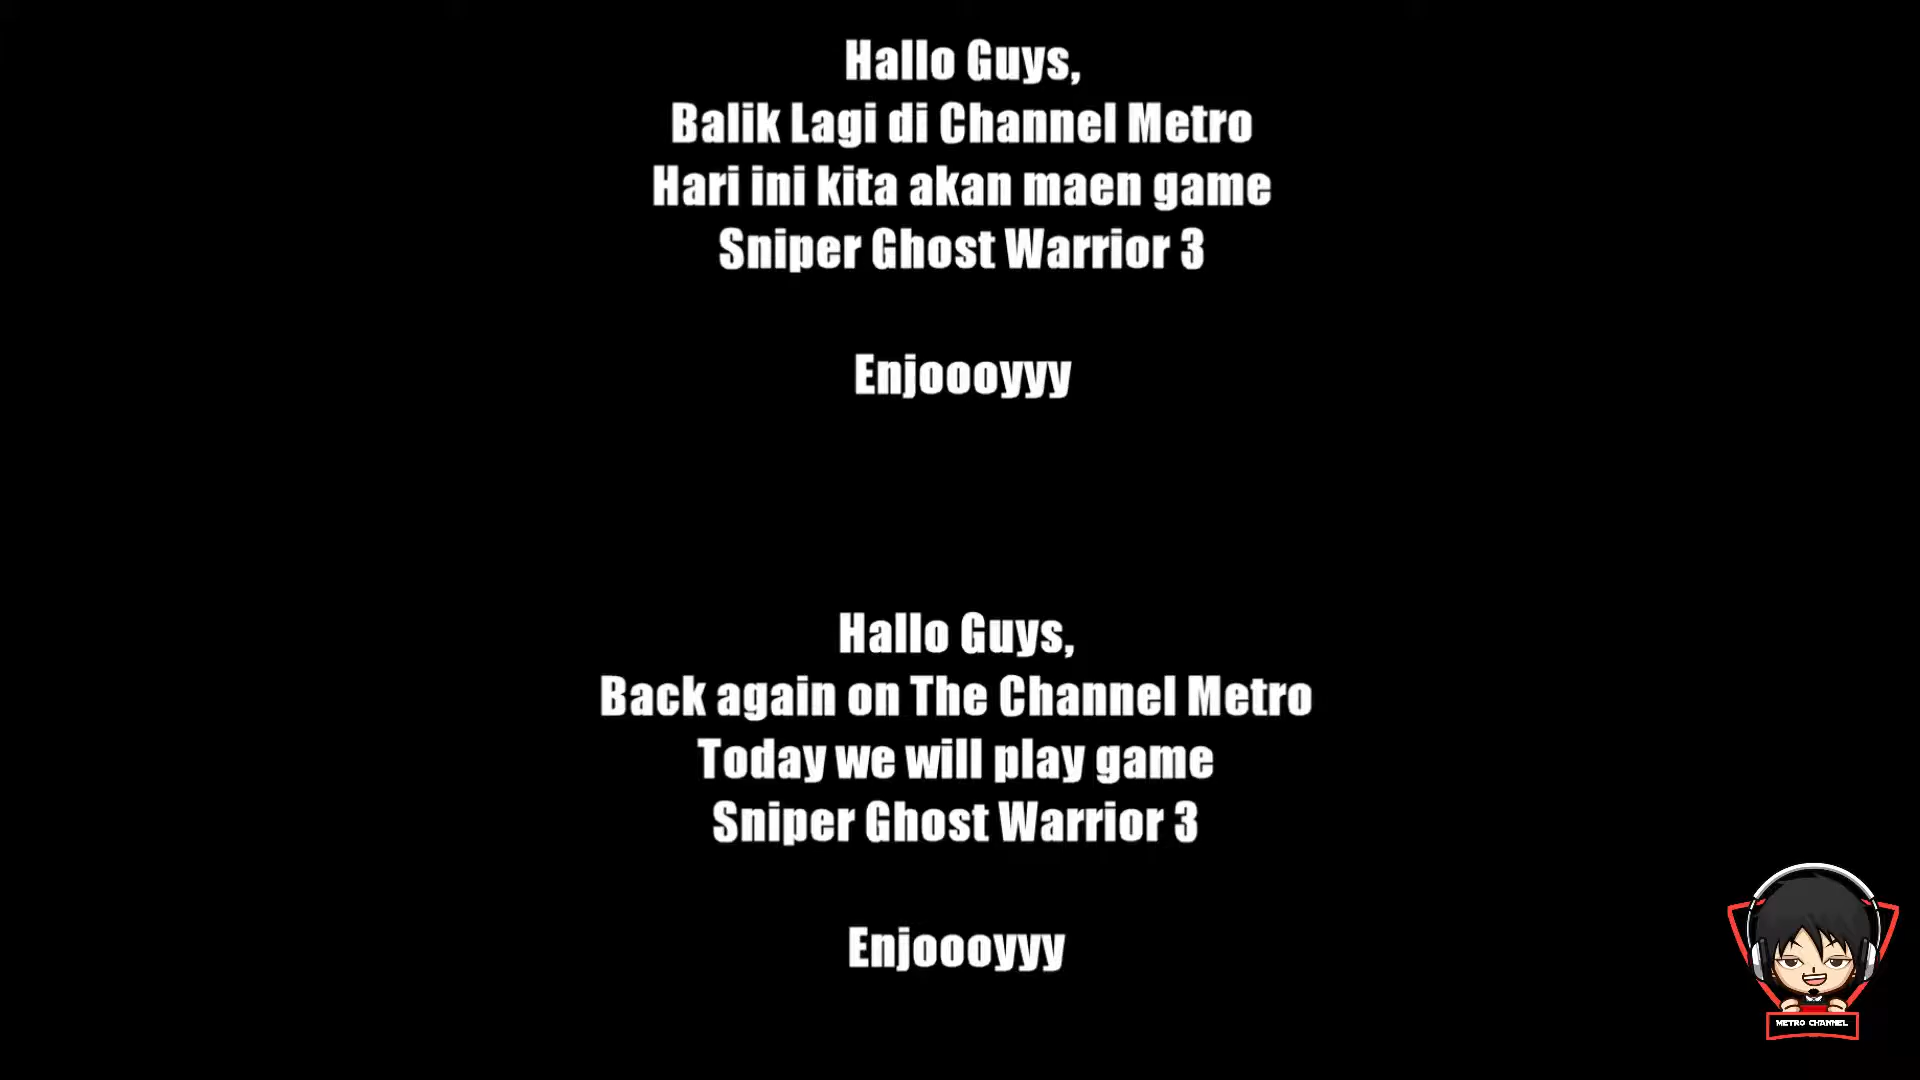 Hallo Guys,
Balik Lagi di Channel Metro
Hari ini kita akan maen game
Sniper Ghost Warrior 3
Enjoooyyy
Hallo Guys,
Back again on The Channel Metro
Today we will play game
Sniper Ghost Warrior 3
Enjoooyyy
METRO CHANNEL